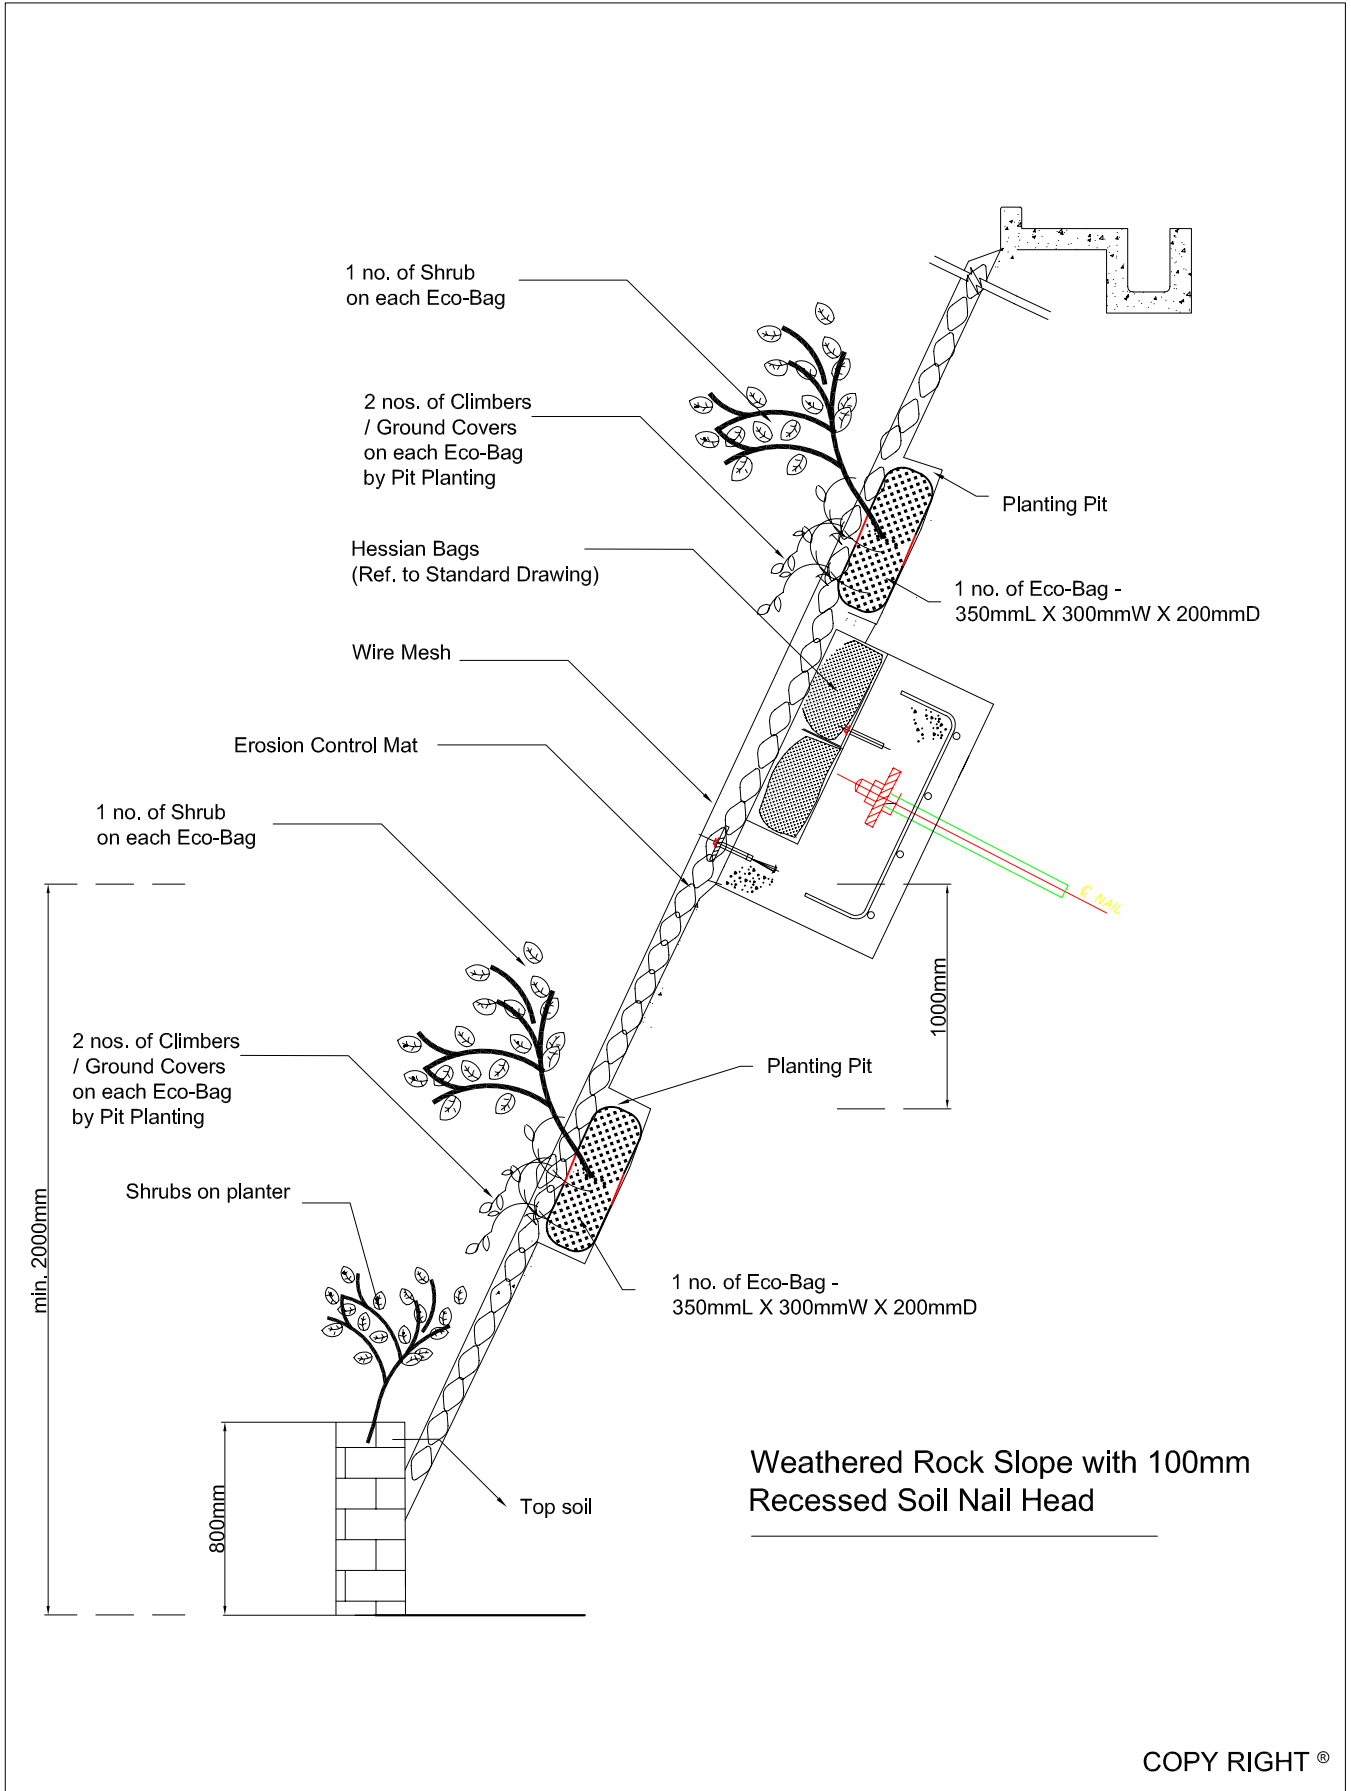 1 no. of Shrub
on each Eco-Bag
2 nos. of Climbers
/ Ground Covers
on each Eco-Bag
by Pit Planting
Planting Pit
Hessian Bags
(Ref. to Standard Drawing)
1 no. of Eco-Bag -
350mmL X 300mmW X 200mmD
Wire Mesh
Erosion Control Mat
1 no. of Shrub
on each Eco-Bag
℄ NAIL
1000mm
2 nos. of Climbers
/ Ground Covers
on each Eco-Bag
by Pit Planting
Planting Pit
Shrubs on planter
min. 2000mm
1 no. of Eco-Bag -
350mmL X 300mmW X 200mmD
800mm
Top soil
Weathered Rock Slope with 100mm
Recessed Soil Nail Head
COPY RIGHT ®